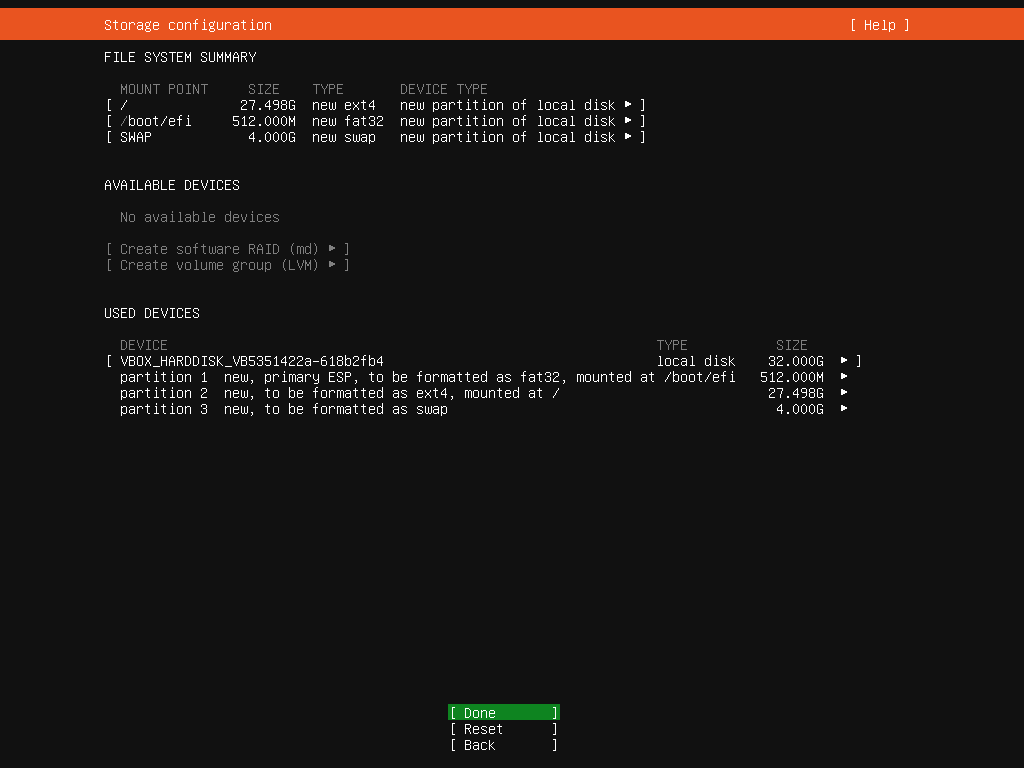 Storage configuration [ Help ]
FILE SYSTEM SUMMARY
MOUNT POINT SIZE TYPE DEVICE TYPE
[ / 27.498G new ext4 new partition of local disk ▸ ]
[ /boot/efi 512.000M new fat32 new partition of local disk ▸ ]
[ SWAP 4.000G new swap new partition of local disk ▸ ]
AVAILABLE DEVICES
No available devices
[ Create software RAID (md) ▸ ]
[ Create volume group (LVM) ▸ ]
USED DEVICES
DEVICE TYPE SIZE
[ VBOX_HARDDISK_VB5351422a-618b2fb4 local disk 32.000G ▸ ]
partition 1 new, primary ESP, to be formatted as fat32, mounted at /boot/efi 512.000M ▸
partition 2 new, to be formatted as ext4, mounted at / 27.498G ▸
partition 3 new, to be formatted as swap 4.000G ▸
[ Done ]
[ Reset ]
[ Back ]